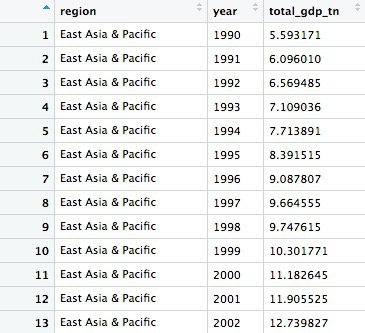 region year total_gdp_tn
1 East Asia & Pacific 1990 5.593171
2 East Asia & Pacific 1991 6.096010
3 East Asia & Pacific 1992 6.569485
4 East Asia & Pacific 1993 7.109036
5 East Asia & Pacific 1994 7.713891
6 East Asia & Pacific 1995 8.391515
7 East Asia & Pacific 1996 9.087807
8 East Asia & Pacific 1997 9.664555
9 East Asia & Pacific 1998 9.747615
10 East Asia & Pacific 1999 10.301771
11 East Asia & Pacific 2000 11.182645
12 East Asia & Pacific 2001 11.905525
13 East Asia & Pacific 2002 12.739827